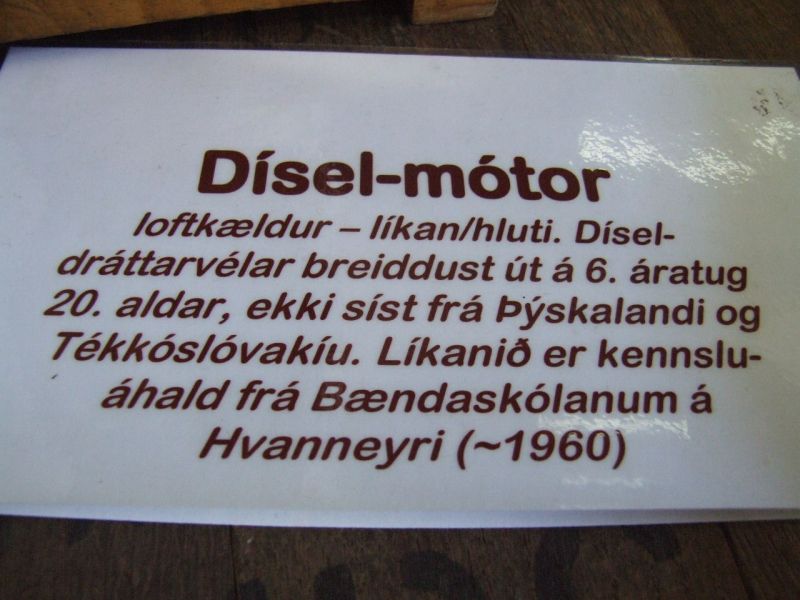 Dísel-mótor
loftkældur – líkan/hluti. Dísel-
dráttarvélar breiddust út á 6. áratug
20. aldar, ekki síst frá Þýskalandi og
Tékkóslóvakíu. Líkanið er kennslu-
áhald frá Bændaskólanum á
Hvanneyri (~1960)